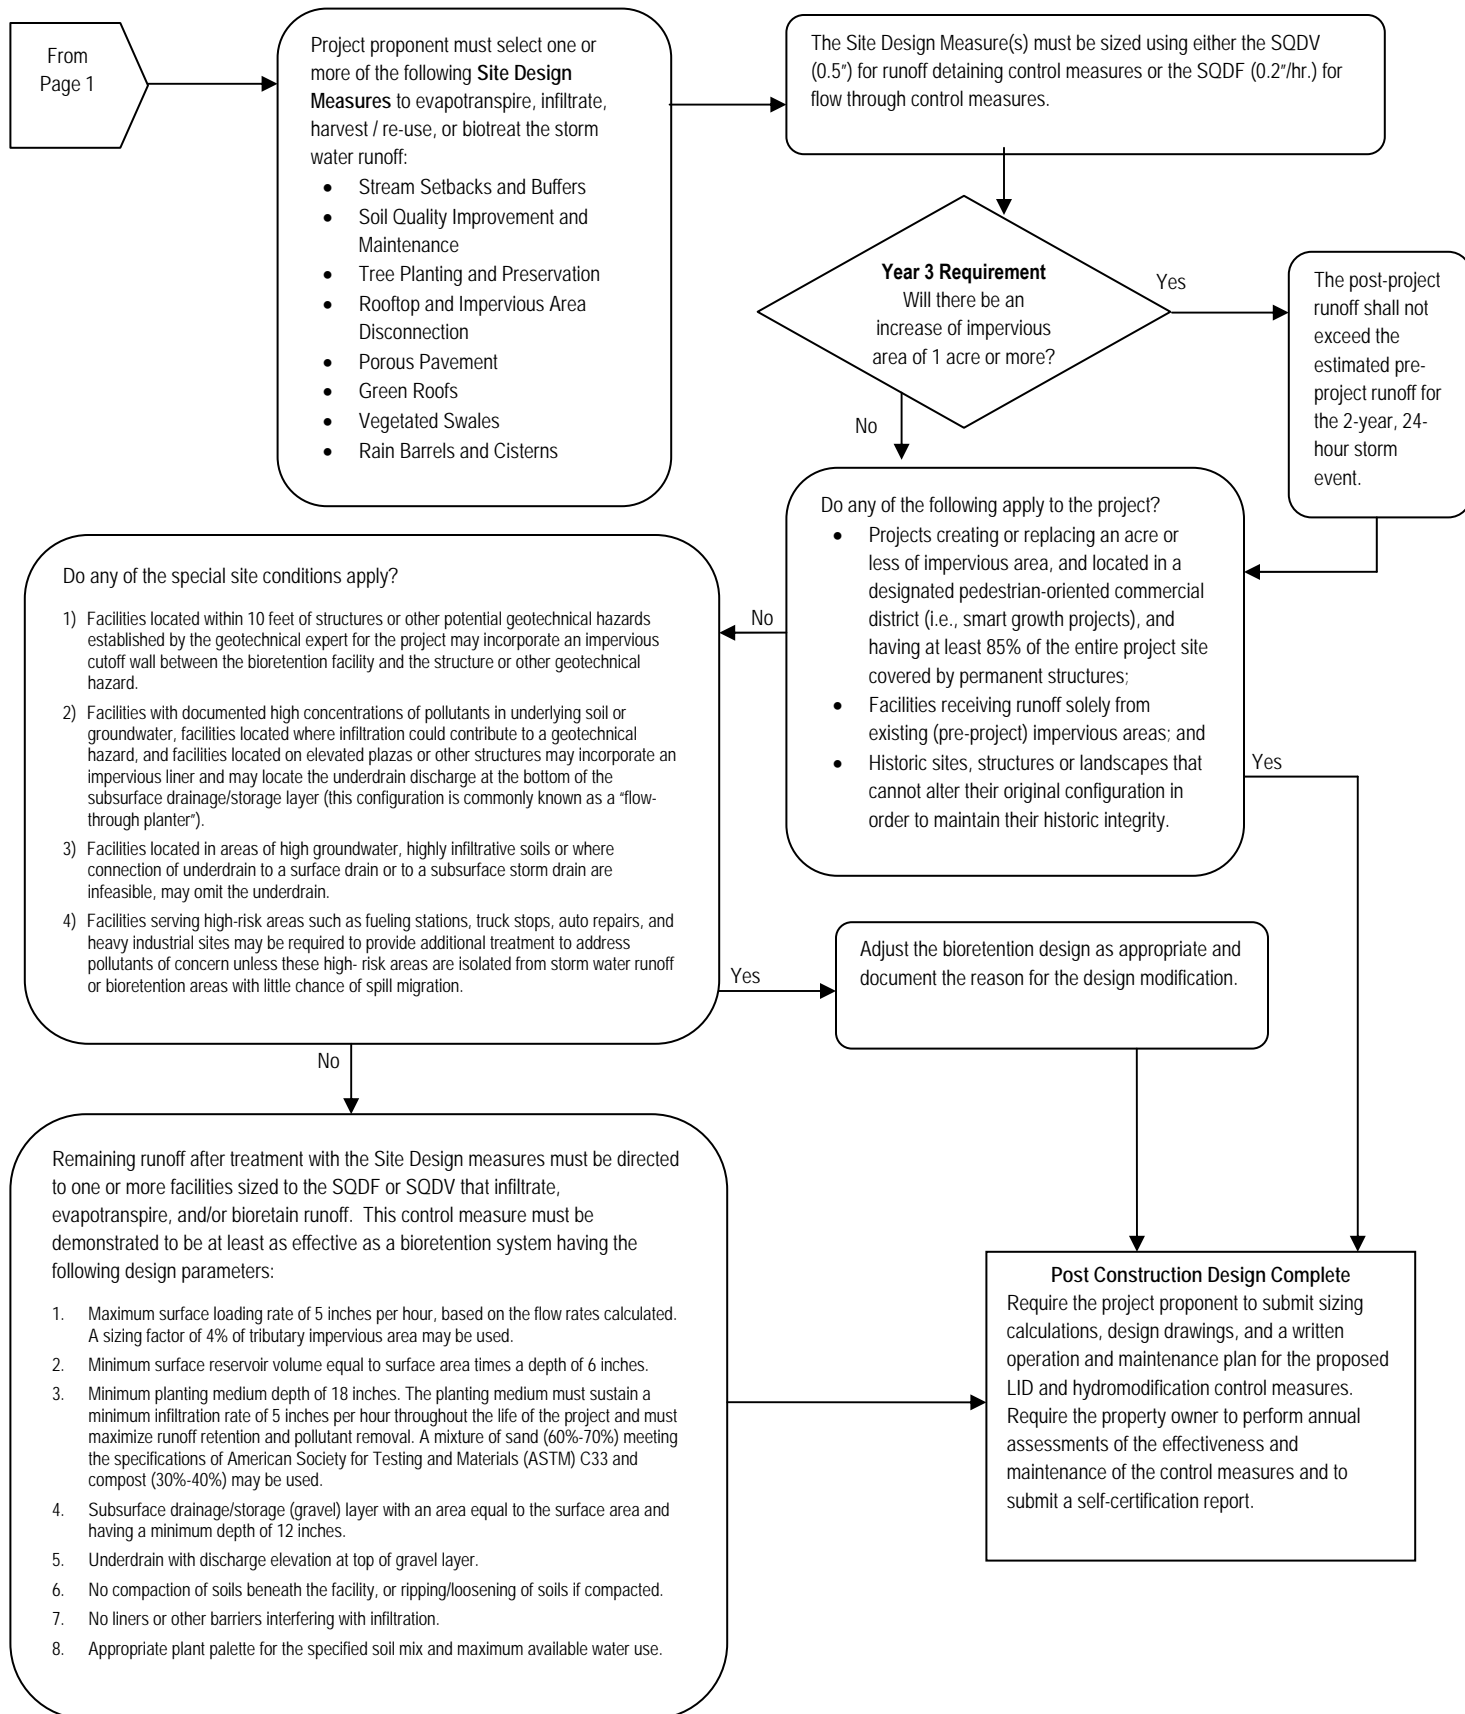 From
Page 1
Project proponent must select one or
more of the following Site Design
Measures to evapotranspire, infiltrate,
harvest / re-use, or biotreat the storm
water runoff:
• Stream Setbacks and Buffers
• Soil Quality Improvement and
Maintenance
• Tree Planting and Preservation
• Rooftop and Impervious Area
Disconnection
• Porous Pavement
• Green Roofs
• Vegetated Swales
• Rain Barrels and Cisterns
The Site Design Measure(s) must be sized using either the SQDV
(0.5”) for runoff detaining control measures or the SQDF (0.2”/hr.) for
flow through control measures.
Year 3 Requirement
Will there be an
increase of impervious
area of 1 acre or more?
Yes
The post-project
runoff shall not
exceed the
estimated pre-
project runoff for
the 2-year, 24-
hour storm
event.
No
Do any of the following apply to the project?
• Projects creating or replacing an acre or
less of impervious area, and located in a
designated pedestrian-oriented commercial
district (i.e., smart growth projects), and
having at least 85% of the entire project site
covered by permanent structures;
• Facilities receiving runoff solely from
existing (pre-project) impervious areas; and
• Historic sites, structures or landscapes that
cannot alter their original configuration in
order to maintain their historic integrity.
No
Yes
Do any of the special site conditions apply?
1) Facilities located within 10 feet of structures or other potential geotechnical hazards
established by the geotechnical expert for the project may incorporate an impervious
cutoff wall between the bioretention facility and the structure or other geotechnical
hazard.
2) Facilities with documented high concentrations of pollutants in underlying soil or
groundwater, facilities located where infiltration could contribute to a geotechnical
hazard, and facilities located on elevated plazas or other structures may incorporate an
impervious liner and may locate the underdrain discharge at the bottom of the
subsurface drainage/storage layer (this configuration is commonly known as a “flow-
through planter”).
3) Facilities located in areas of high groundwater, highly infiltrative soils or where
connection of underdrain to a surface drain or to a subsurface storm drain are
infeasible, may omit the underdrain.
4) Facilities serving high-risk areas such as fueling stations, truck stops, auto repairs, and
heavy industrial sites may be required to provide additional treatment to address
pollutants of concern unless these high- risk areas are isolated from storm water runoff
or bioretention areas with little chance of spill migration.
Yes
Adjust the bioretention design as appropriate and
document the reason for the design modification.
No
Remaining runoff after treatment with the Site Design measures must be directed
to one or more facilities sized to the SQDF or SQDV that infiltrate,
evapotranspire, and/or bioretain runoff. This control measure must be
demonstrated to be at least as effective as a bioretention system having the
following design parameters:
1. Maximum surface loading rate of 5 inches per hour, based on the flow rates calculated.
A sizing factor of 4% of tributary impervious area may be used.
2. Minimum surface reservoir volume equal to surface area times a depth of 6 inches.
3. Minimum planting medium depth of 18 inches. The planting medium must sustain a
minimum infiltration rate of 5 inches per hour throughout the life of the project and must
maximize runoff retention and pollutant removal. A mixture of sand (60%-70%) meeting
the specifications of American Society for Testing and Materials (ASTM) C33 and
compost (30%-40%) may be used.
4. Subsurface drainage/storage (gravel) layer with an area equal to the surface area and
having a minimum depth of 12 inches.
5. Underdrain with discharge elevation at top of gravel layer.
6. No compaction of soils beneath the facility, or ripping/loosening of soils if compacted.
7. No liners or other barriers interfering with infiltration.
8. Appropriate plant palette for the specified soil mix and maximum available water use.
Post Construction Design Complete
Require the project proponent to submit sizing
calculations, design drawings, and a written
operation and maintenance plan for the proposed
LID and hydromodification control measures.
Require the property owner to perform annual
assessments of the effectiveness and
maintenance of the control measures and to
submit a self-certification report.